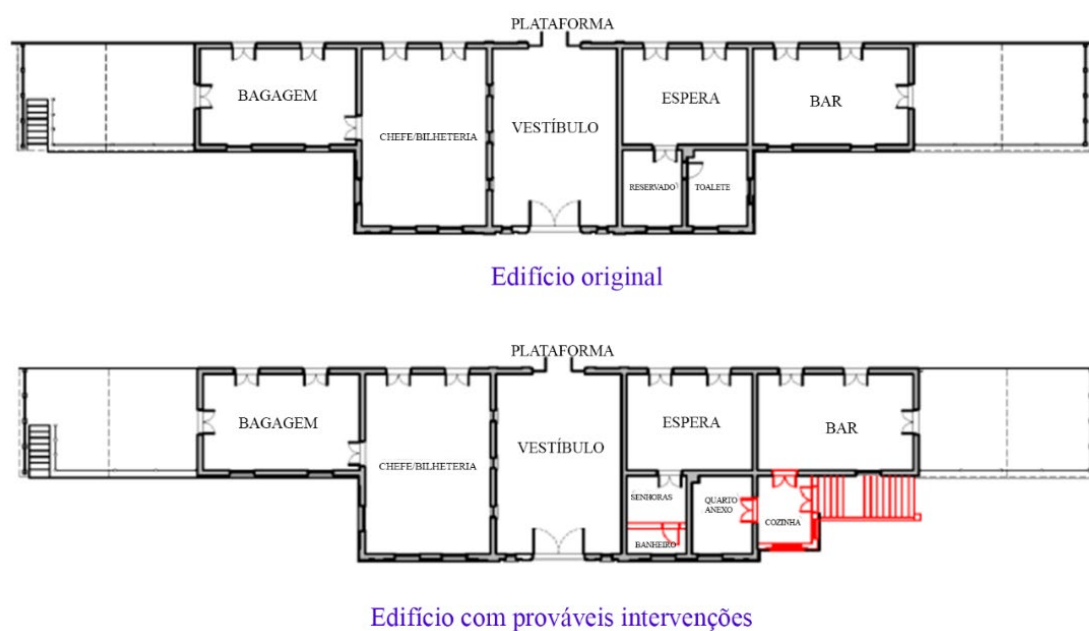 PLATAFORMA
BAGAGEM
CHEFE/BILHETERIA
VESTÍBULO
ESPERA
BAR
RESERVADO
TOALETE
Edifício original
PLATAFORMA
BAGAGEM
CHEFE/BILHETERIA
VESTÍBULO
ESPERA
BAR
SENHORAS
BANHEIRO
QUARTO
ANEXO
COZINHA
Edifício com prováveis intervenções